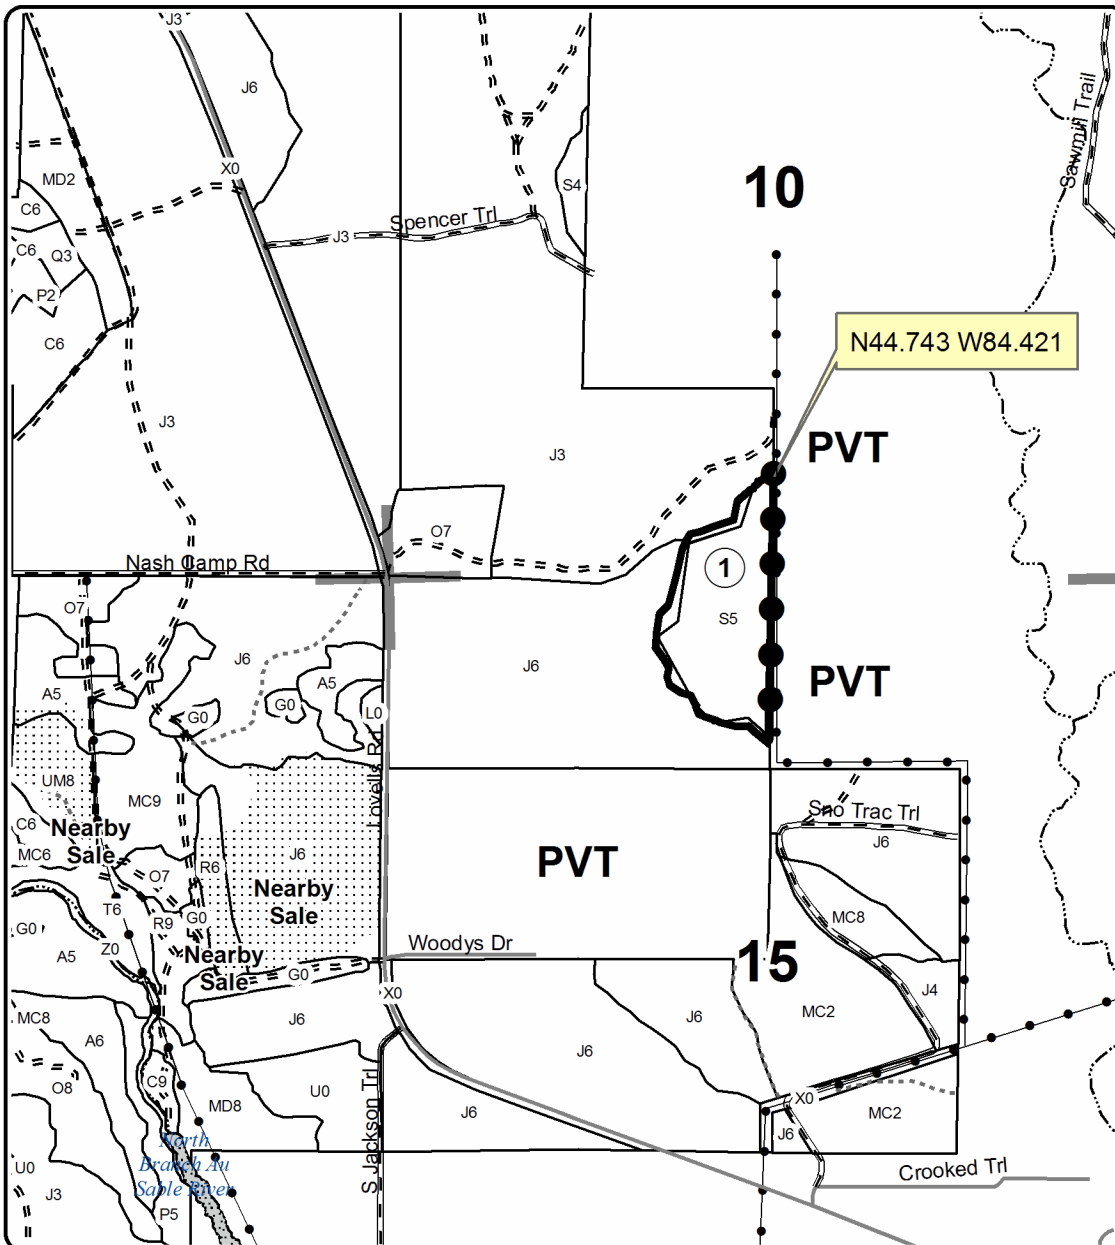 J3
J6
Sawmill Trail
X0
10
MD2
S4
C6
Spencer Trl
J3
C6
Q3
P2
N44.743 W84.421
C6
J3
J3
PVT
O7
Nash Camp Rd
1
O7
S5
J6
J6
A5
A5
G0
PVT
G0
L0
Lovells Rd
UM8
MC9
Sno Trac Trl
C6
Nearby
Sale
MC6
J6
R6
J6
PVT
O7
Nearby
Sale
T6
G0
R9
MC8
G0
Z0
Woodys Dr
A5
Nearby
Sale
G0
15
J4
X0
MC8
J6
J6
MC2
A6
J6
O8
C9
U0
X0
MD8
J6
MC2
S Jackson Trl
J6
North
Branch Au
Sable River
U0
Crooked Trl
J3
P5